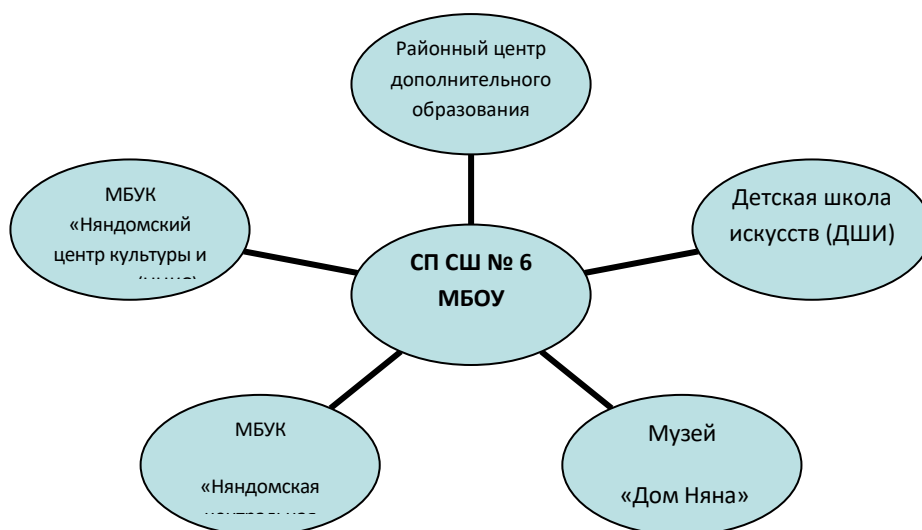 Районный центр
дополнительного
образования
МБУК
«Няндомский
центр культуры и
Детская школа
искусств (ДШИ)
СП СШ № 6
МБОУ
МБУК
«Няндомская
Музей
«Дом Няна»